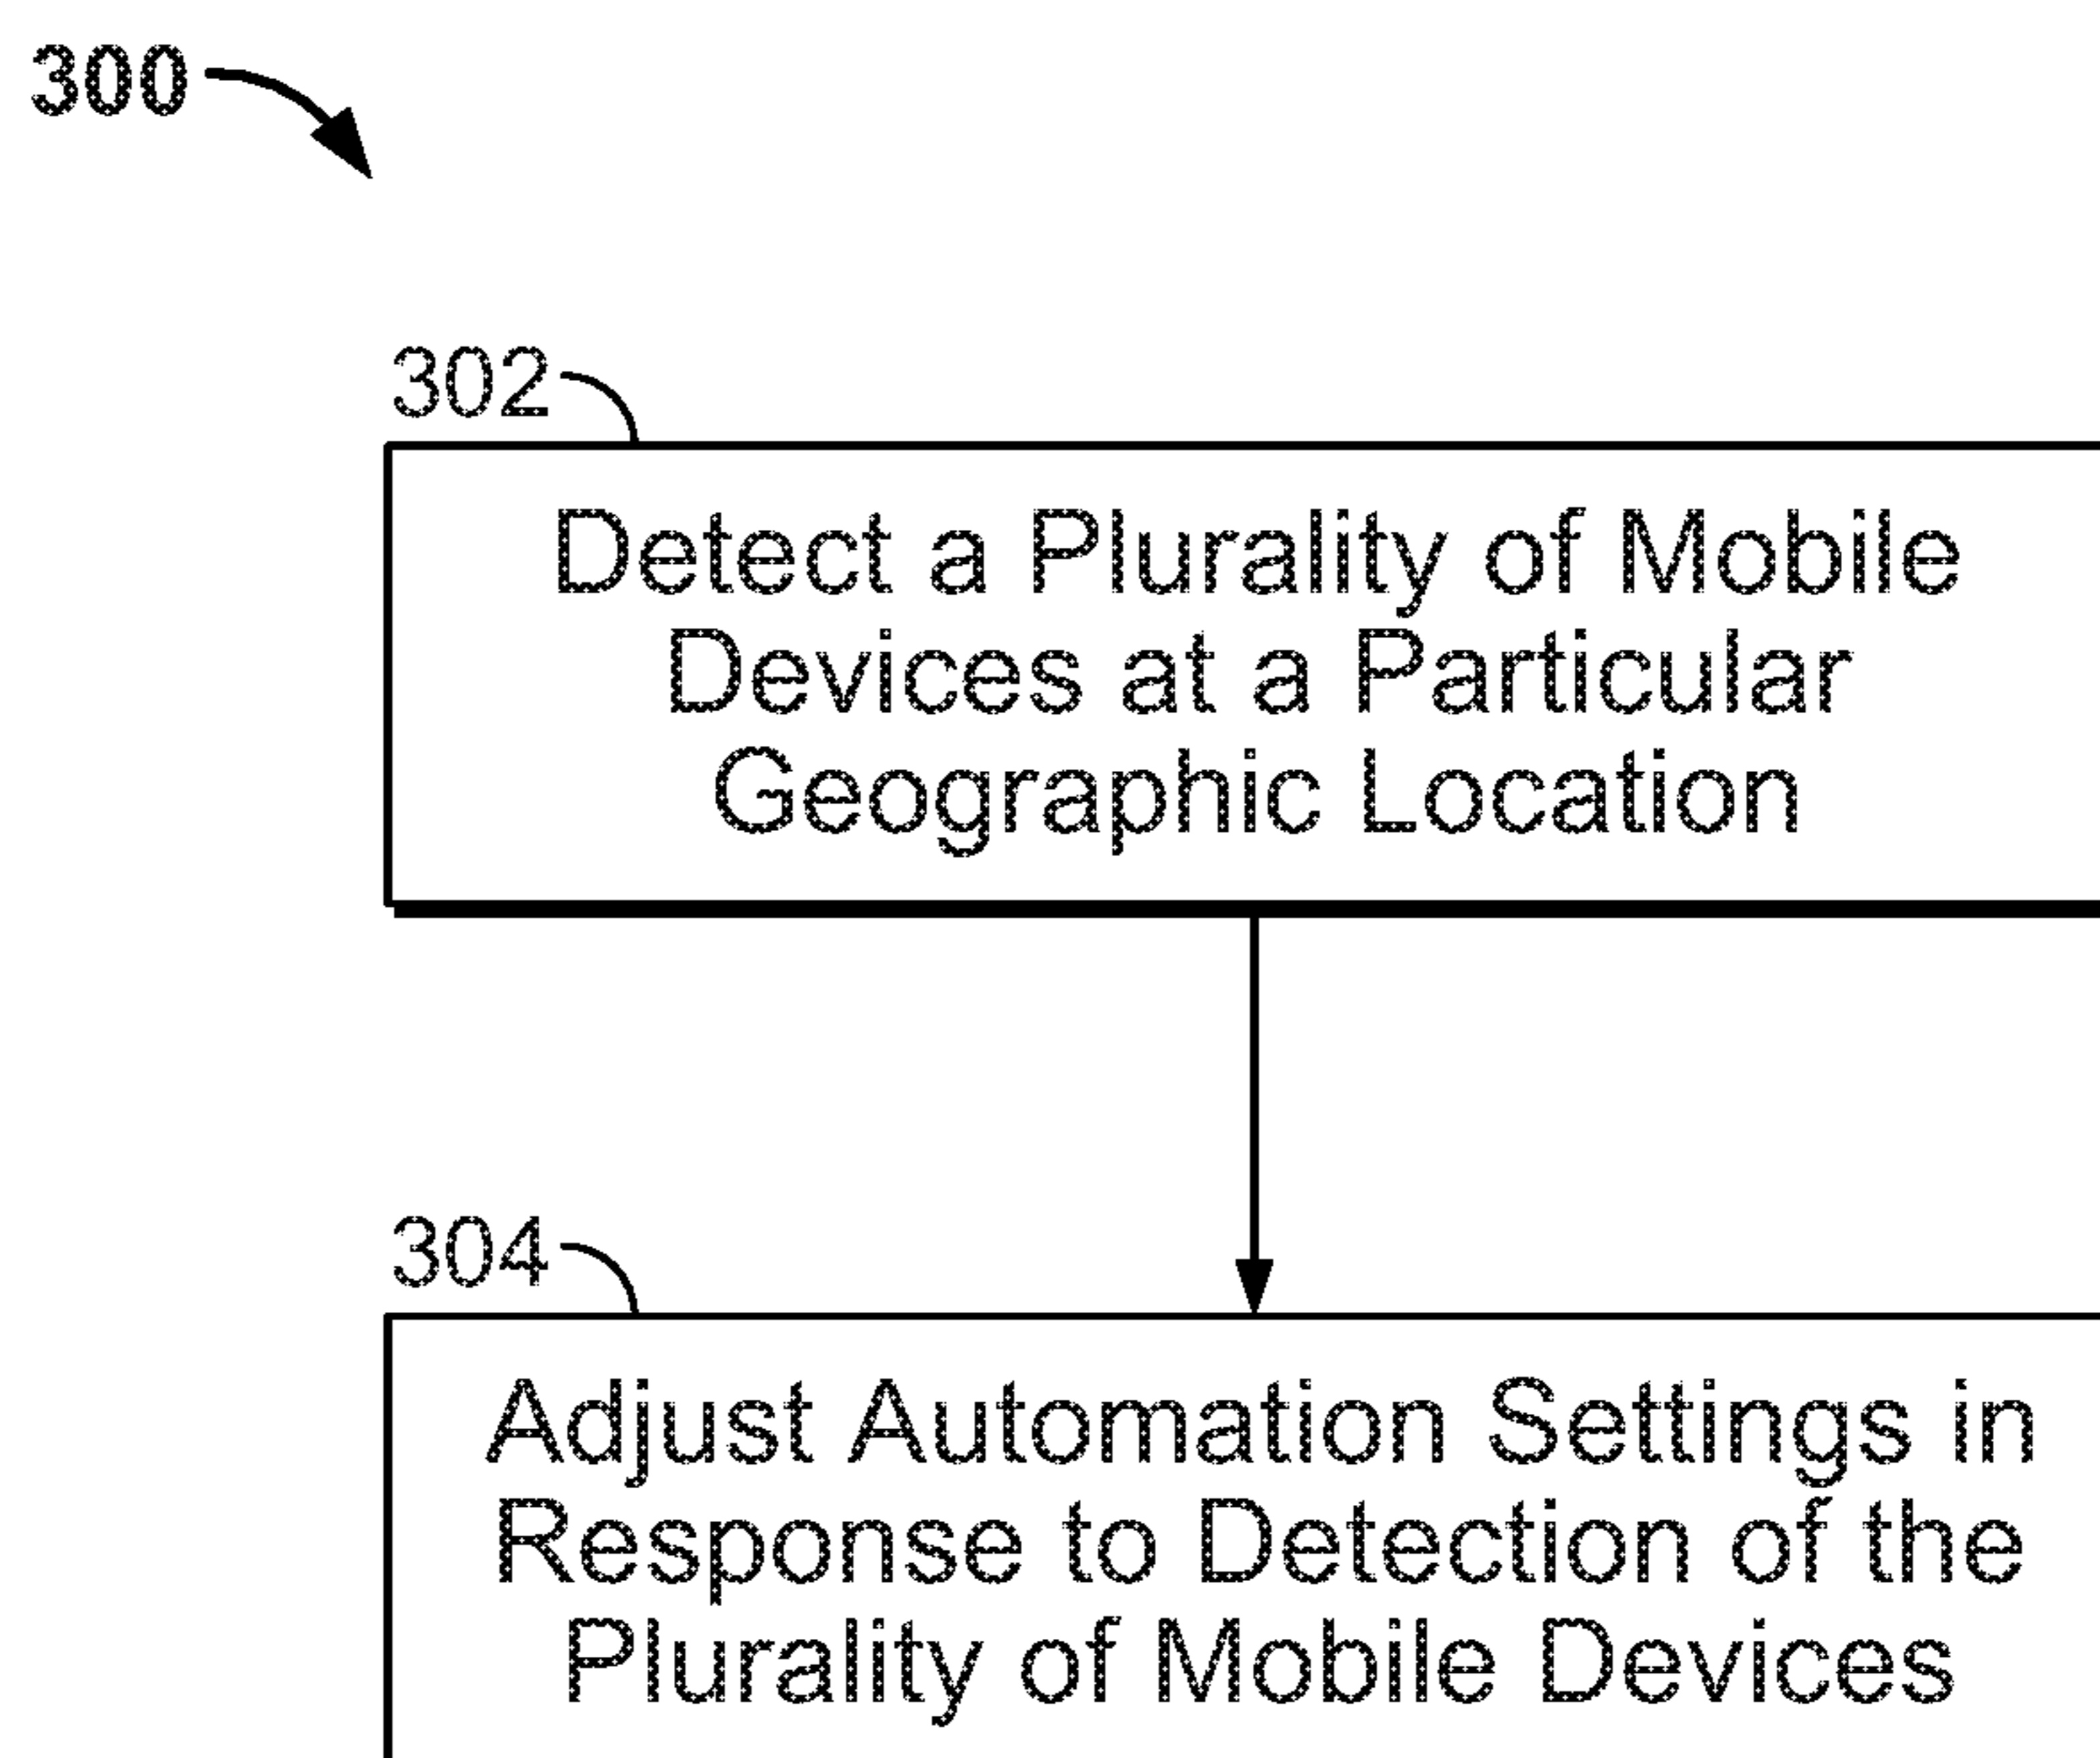 300
302
Detect a Plurality of Mobile
Devices at a Particular
Geographic Location
304
Adjust Automation Settings in
Response to Detection of the
Plurality of Mobile Devices